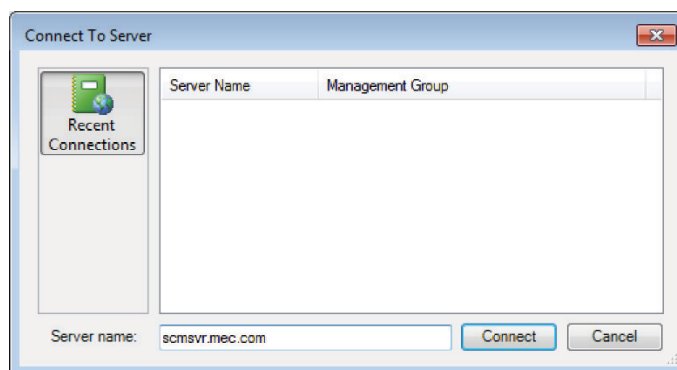 Connect To Server
Server Name Management Group
Recent
Connections
Server name: scmsvr.mec.com Connect Cancel